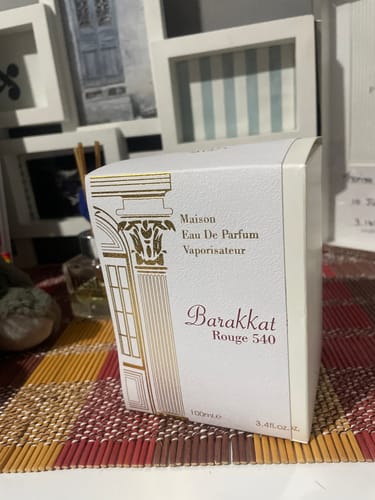 Maison
Eau De Parfum
Vaporisateur
Barakkat
Rouge 540
100ml e
3.4fl.oz.